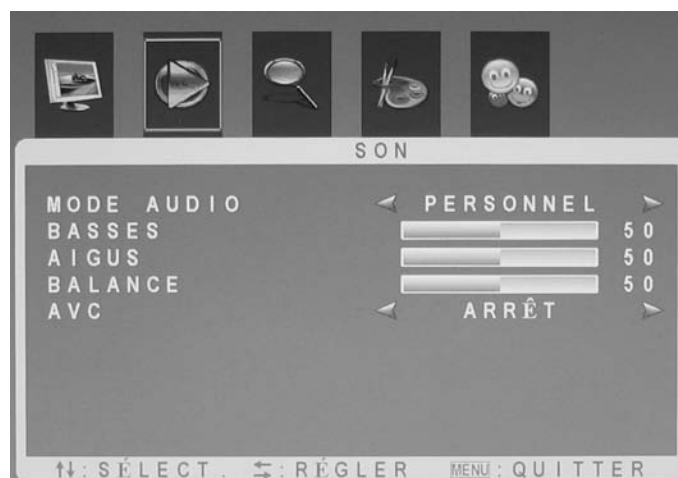 SON
MODE AUDIO PERSONNEL
BASSES 50
AIGUS 50
BALANCE 50
AVC ARRÊT
↑↓: SÉLECT. ⇆: RÉGLER MENU : QUITTER